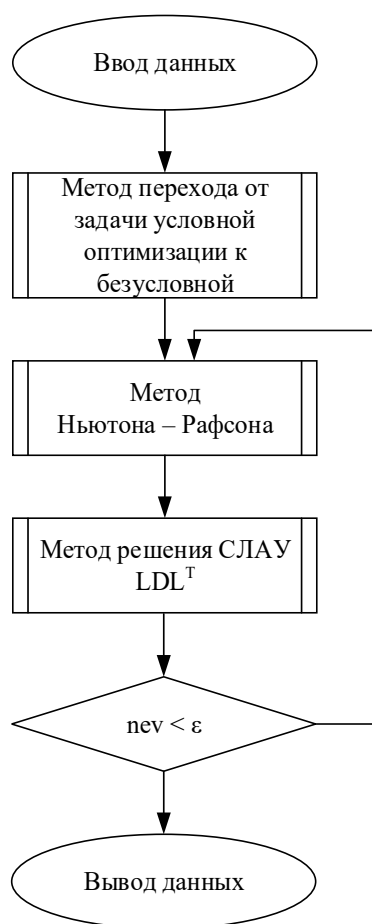 Ввод данных
Метод перехода от
задачи условной
оптимизации к
безусловной
Метод
Ньютона – Рафсона
Метод решения СЛАУ
LDLᵀ
nev < ε
Вывод данных